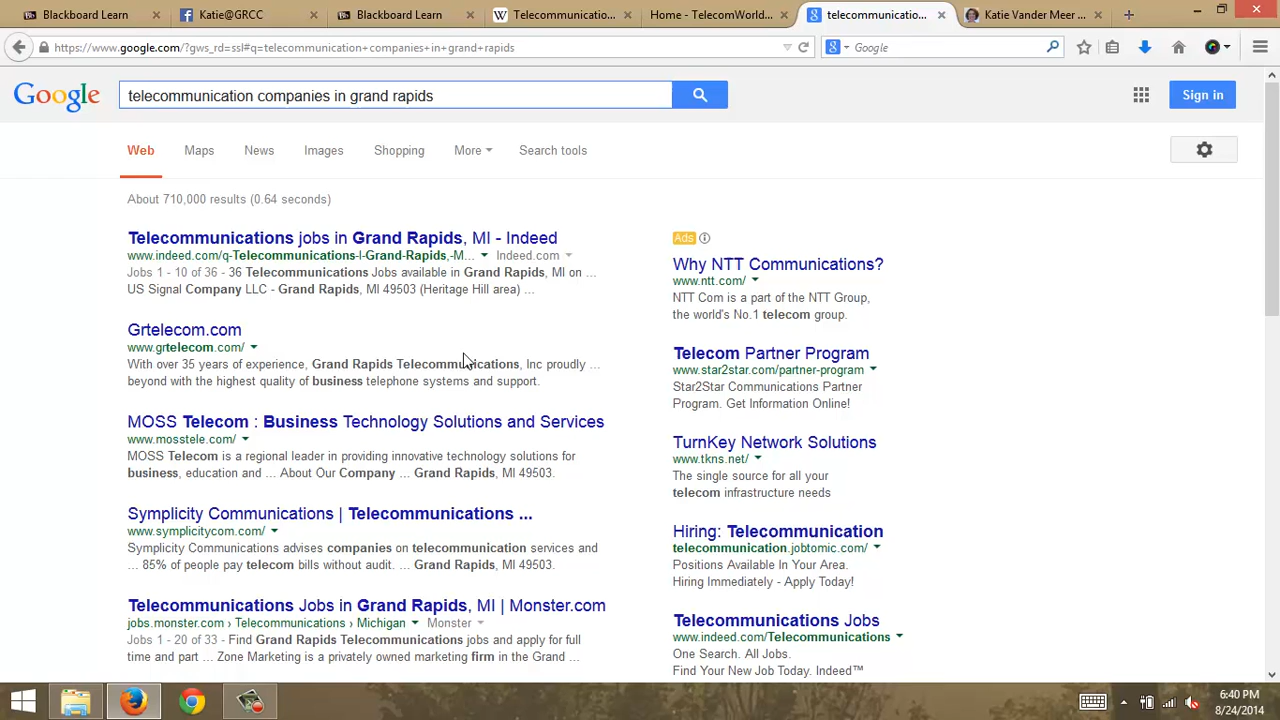 Blackboard Learn
Katie@GRCC
Blackboard Learn
Telecommunicatio...
Home - TelecomWorld...
telecommunicatio...
Katie Vander Meer ...
https://www.google.com/?gws_rd=ssl#q=telecommunication+companies+in+grand+rapids
Google
Google
telecommunication companies in grand rapids
Sign in
Web
Maps
News
Images
Shopping
More
Search tools
About 710,000 results (0.64 seconds)
Telecommunications jobs in Grand Rapids, MI - Indeed
www.indeed.com/q-Telecommunications-l-Grand-Rapids,-M... Indeed.com
Jobs 1 - 10 of 36 - 36 Telecommunications Jobs available in Grand Rapids, MI on ...
US Signal Company LLC - Grand Rapids, MI 49503 (Heritage Hill area) ...
Grtelecom.com
www.grtelecom.com/
With over 35 years of experience, Grand Rapids Telecommunications, Inc proudly ...
beyond with the highest quality of business telephone systems and support.
MOSS Telecom : Business Technology Solutions and Services
www.mosstele.com/
MOSS Telecom is a regional leader in providing innovative technology solutions for
business, education and ... About Our Company ... Grand Rapids, MI 49503.
Symplicity Communications | Telecommunications ...
www.symplicitycom.com/
Symplicity Communications advises companies on telecommunication services and
... 85% of people pay telecom bills without audit. ... Grand Rapids, MI 49503.
Telecommunications Jobs in Grand Rapids, MI | Monster.com
jobs.monster.com › Telecommunications › Michigan Monster
Jobs 1 - 20 of 33 - Find Grand Rapids Telecommunications jobs and apply for full
time and part ... Zone Marketing is a privately owned marketing firm in the Grand ...
Ads
Why NTT Communications?
www.ntt.com/
NTT Com is a part of the NTT Group,
the world's No.1 telecom group.
Telecom Partner Program
www.star2star.com/partner-program
Star2Star Communications Partner
Program. Get Information Online!
TurnKey Network Solutions
www.tkns.net/
The single source for all your
telecom infrastructure needs
Hiring: Telecommunication
telecommunication.jobtomic.com/
Positions Available In Your Area.
Hiring Immediately - Apply Today!
Telecommunications Jobs
www.indeed.com/Telecommunications
One Search. All Jobs.
Find Your New Job Today. Indeed™
6:40 PM
8/24/2014